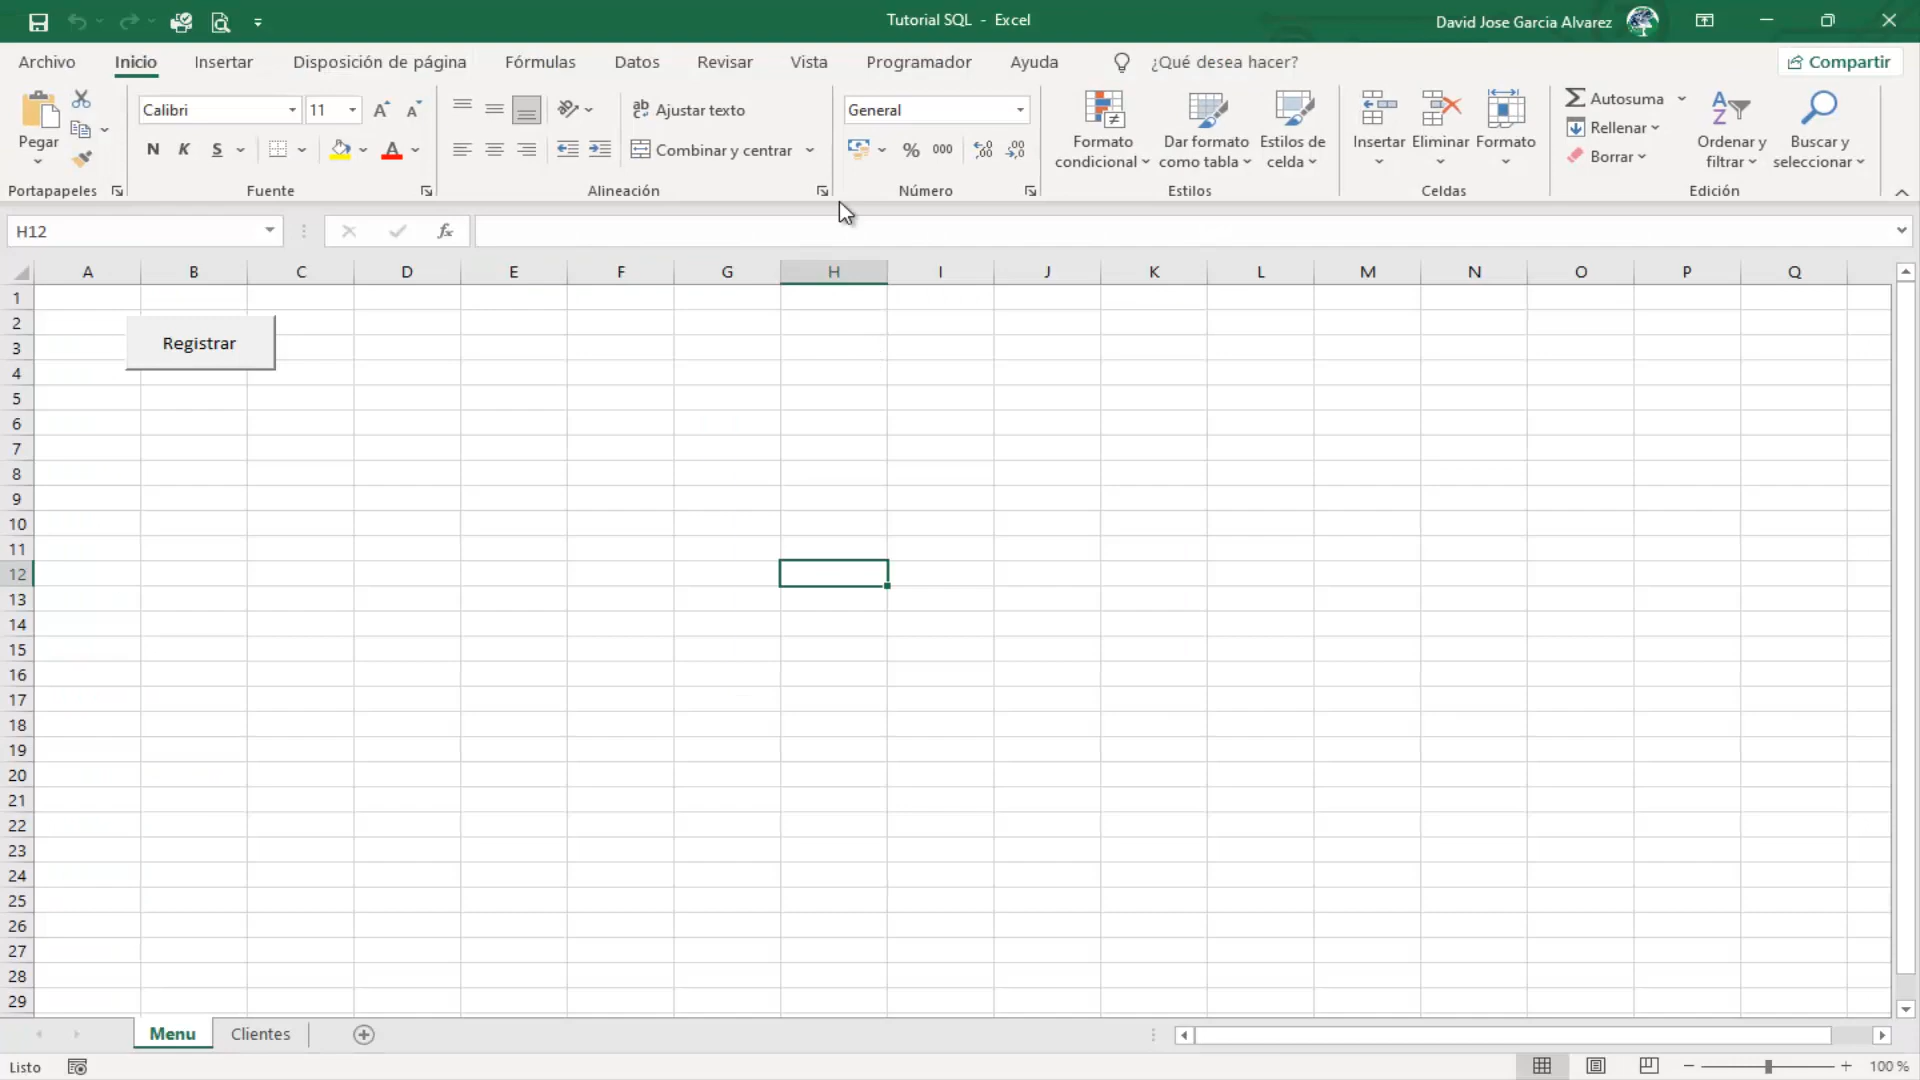 Tutorial SQL - Excel
David Jose Garcia Alvarez
Archivo Inicio Insertar Disposición de página Fórmulas Datos Revisar Vista Programador Ayuda ¿Qué desea hacer? Compartir
Calibri 11 Ajustar texto General Autosuma
Pegar N K S Combinar y centrar % 000 Formato condicional Dar formato como tabla Estilos de celda Insertar Eliminar Formato Rellenar Borrar Ordenar y filtrar Buscar y seleccionar
Portapapeles Fuente Alineación Número Estilos Celdas Edición
H12 fx
A B C D E F G H I J K L M N O P Q
1
2
3
Registrar
4
5
6
7
8
9
10
11
12
13
14
15
16
17
18
19
20
21
22
23
24
25
26
27
28
29
Menu Clientes
Listo 100 %